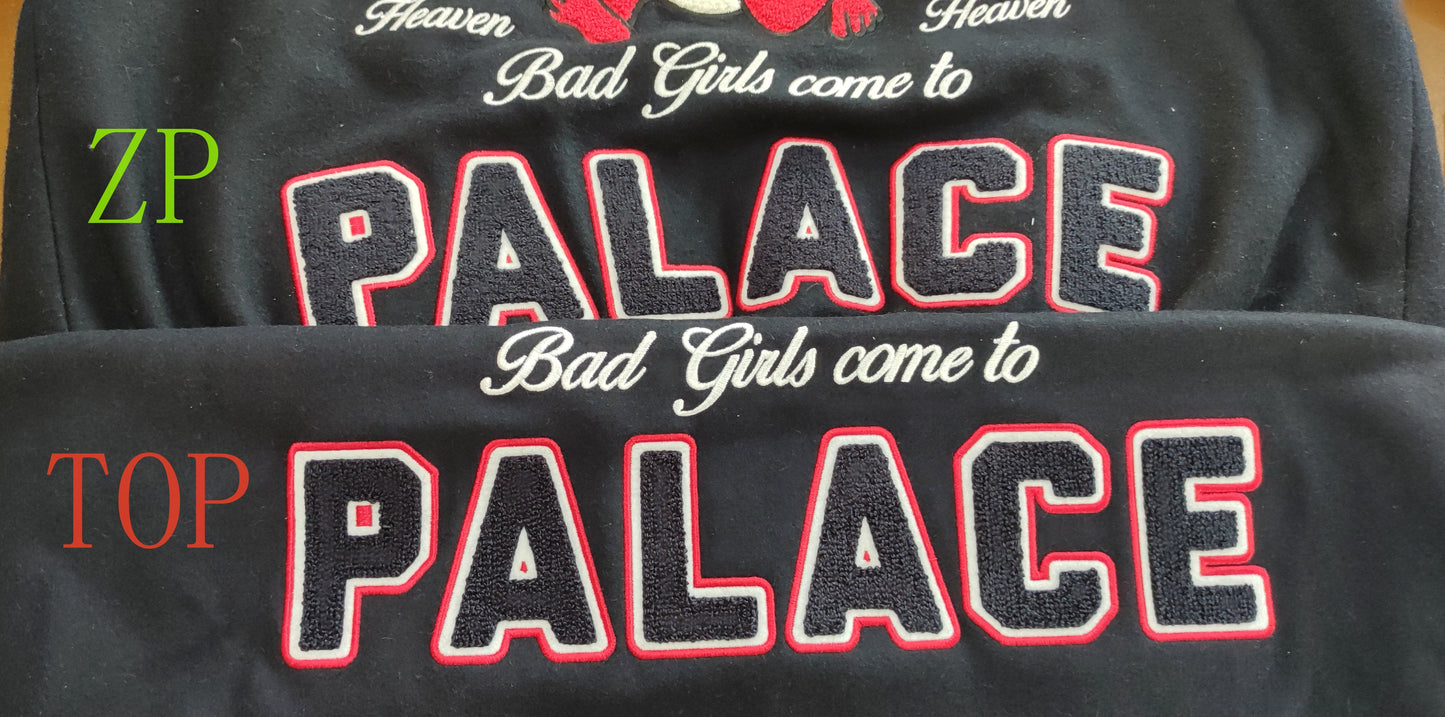 Heaven Heaven
Bad Girls come to
ZP
PALACE
Bad Girls come to
TOP
PALACE